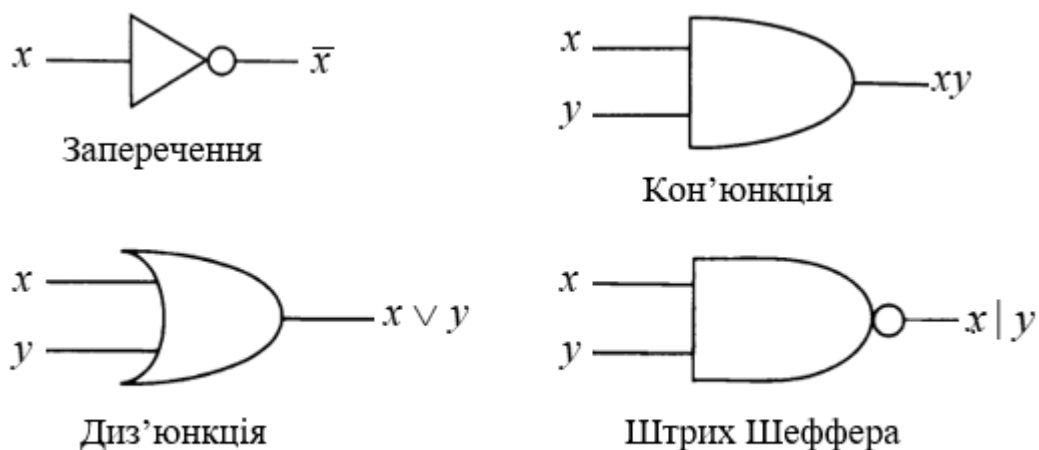 x
x̅
Заперечення
x
y
xy
Кон’юнкція
x
y
x ∨ y
Диз’юнкція
x
y
x | y
Штрих Шеффера